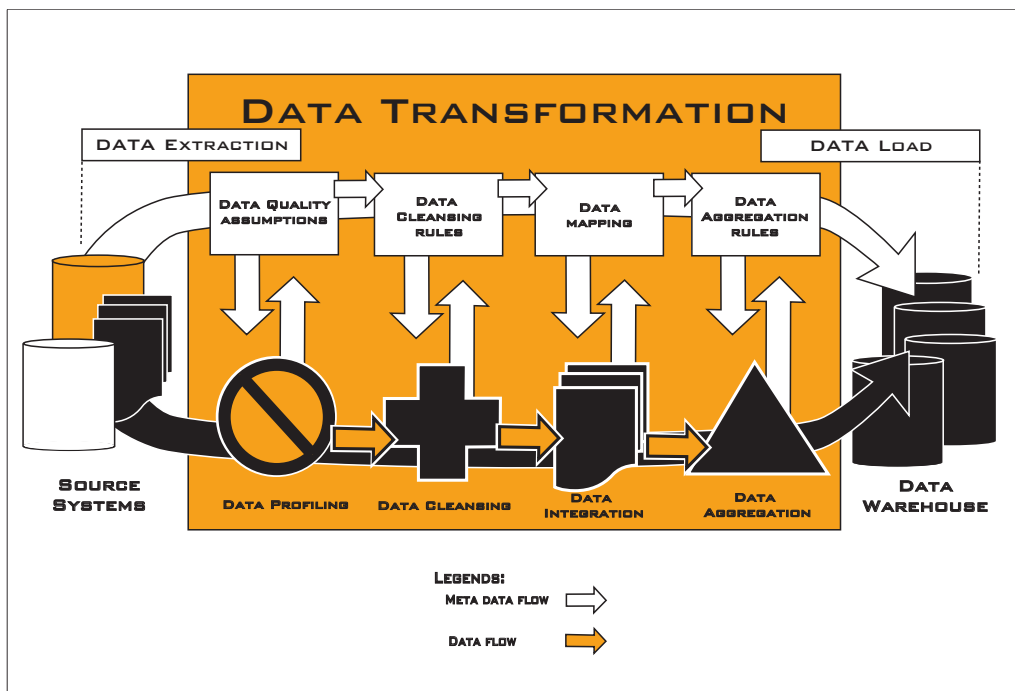 DATA TRANSFORMATION
DATA EXTRACTION
DATA LOAD
DATA QUALITY
ASSUMPTIONS
DATA
CLEANSING
RULES
DATA
MAPPING
DATA
AGGREGATION
RULES
SOURCE
SYSTEMS
DATA PROFILING
DATA CLEANSING
DATA
INTEGRATION
DATA
AGGREGATION
DATA
WAREHOUSE
LEGENDS:
META DATA FLOW
DATA FLOW